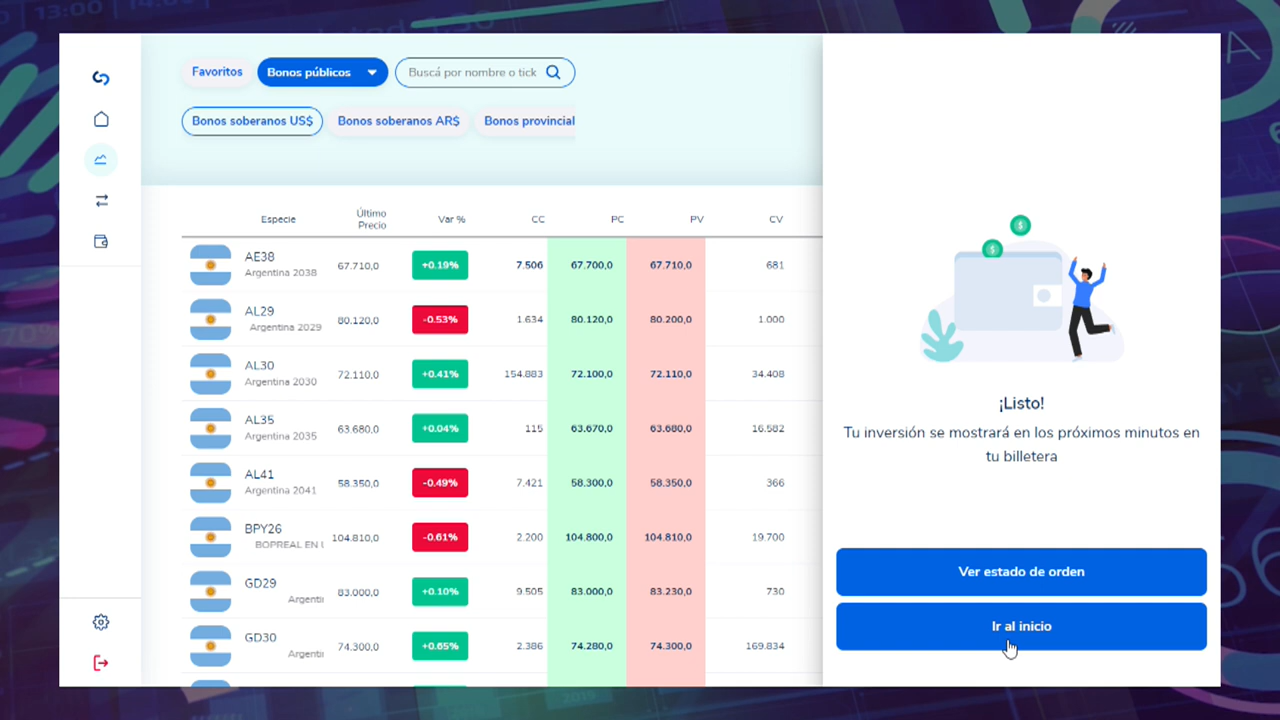 Favoritos
Bonos públicos
Buscá por nombre o tick
Bonos soberanos US$
Bonos soberanos AR$
Bonos provincial
Especie
Último
Precio
Var %
CC
PC
PV
CV
AE38
Argentina 2038
67.710,0
+0.19%
7.506
67.700,0
67.710,0
681
AL29
Argentina 2029
80.120,0
-0.53%
1.634
80.120,0
80.200,0
1.000
AL30
Argentina 2030
72.110,0
+0.41%
154.883
72.100,0
72.110,0
34.408
AL35
Argentina 2035
63.680,0
+0.04%
115
63.670,0
63.680,0
16.582
AL41
Argentina 2041
58.350,0
-0.49%
7.421
58.300,0
58.350,0
366
BPY26
BOPREAL EN
104.810,0
-0.61%
2.200
104.800,0
104.810,0
19.700
GD29
Argenti
83.000,0
+0.10%
9.505
83.000,0
83.230,0
730
GD30
Argenti
74.300,0
+0.65%
2.386
74.280,0
74.300,0
169.834
¡Listo!
Tu inversión se mostrará en los próximos minutos en
tu billetera
Ver estado de orden
Ir al inicio